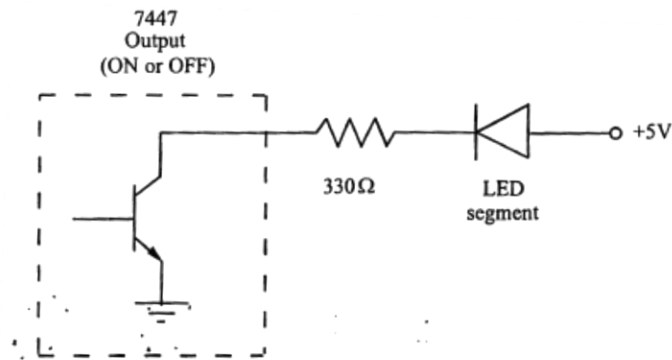 7447
Output
(ON or OFF)
+5V
330Ω
LED
segment